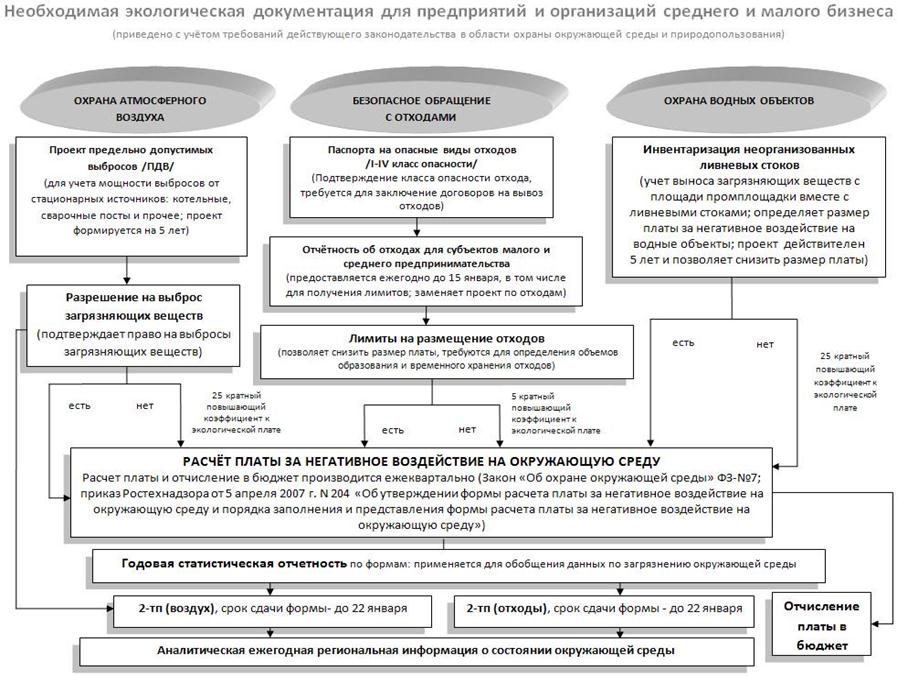 Необходимая экологическая документация для предприятий и организаций среднего и малого бизнеса
(приведено с учётом требований действующего законодательства в области охраны окружающей среды и природопользования)
ОХРАНА АТМОСФЕРНОГО
ВОЗДУХА
БЕЗОПАСНОЕ ОБРАЩЕНИЕ
С ОТХОДАМИ
ОХРАНА ВОДНЫХ ОБЪЕКТОВ
Проект предельно допустимых
выбросов /ПДВ/
(для учета мощности выбросов от
стационарных источников: котельные,
сварочные посты и прочее; проект
формируется на 5 лет)
Паспорта на опасные виды отходов
/I-IV класс опасности/
(Подтверждение класса опасности отхода,
требуется для заключение договоров на вывоз
отходов)
Инвентаризация неорганизованных
ливневых стоков
(учет выноса загрязняющих веществ с
площади промплощадки вместе с
ливневыми стоками; определяет размер
платы за негативное воздействие на
водные объекты; проект действителен
5 лет и позволяет снизить размер платы)
Отчётность об отходах для субъектов малого и
среднего предпринимательства
(предоставляется ежегодно до 15 января, в том числе
для получения лимитов; заменяет проект по отходам)
Разрешение на выброс
загрязняющих веществ
(подтверждает право на выбросы
загрязняющих веществ)
Лимиты на размещение отходов
(позволяет снизить размер платы, требуются для определения объемов
образования и временного хранения отходов)
есть
нет
25 кратный
повышающий
коэффициент к
экологической плате
есть
нет
5 кратный
повышающий
коэффициент к
экологической плате
есть
нет
25 кратный
повышающий
коэффициент к
экологической
плате
РАСЧЁТ ПЛАТЫ ЗА НЕГАТИВНОЕ ВОЗДЕЙСТВИЕ НА ОКРУЖАЮЩУЮ СРЕДУ
Расчет платы и отчисление в бюджет производится ежеквартально (Закон «Об охране окружающей среды» ФЗ-№7;
приказ Ростехнадзора от 5 апреля 2007 г. N 204 «Об утверждении формы расчета платы за негативное воздействие на
окружающую среду и порядка заполнения и представления формы расчета платы за негативное воздействие на
окружающую среду»)
Годовая статистическая отчетность по формам: применяется для обобщения данных по загрязнению окружающей среды
2-тп (воздух), срок сдачи формы- до 22 января
2-тп (отходы), срок сдачи формы - до 22 января
Отчисление
платы в
бюджет
Аналитическая ежегодная региональная информация о состоянии окружающей среды